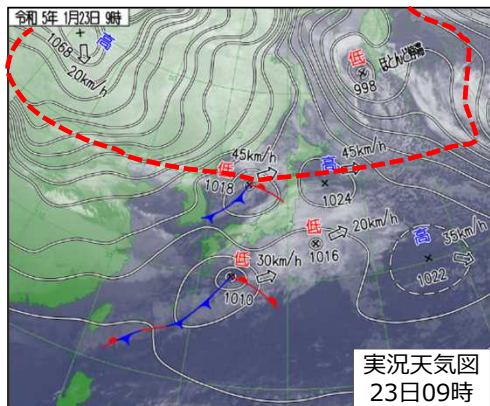 令和 5年 1月23日 9時
1068
高
20km/h
低
ほとんど停滞
998
45km/h
低
1018
高
45km/h
1024
低
20km/h
1016
高
35km/h
1022
低
30km/h
1010
実況天気図
23日09時